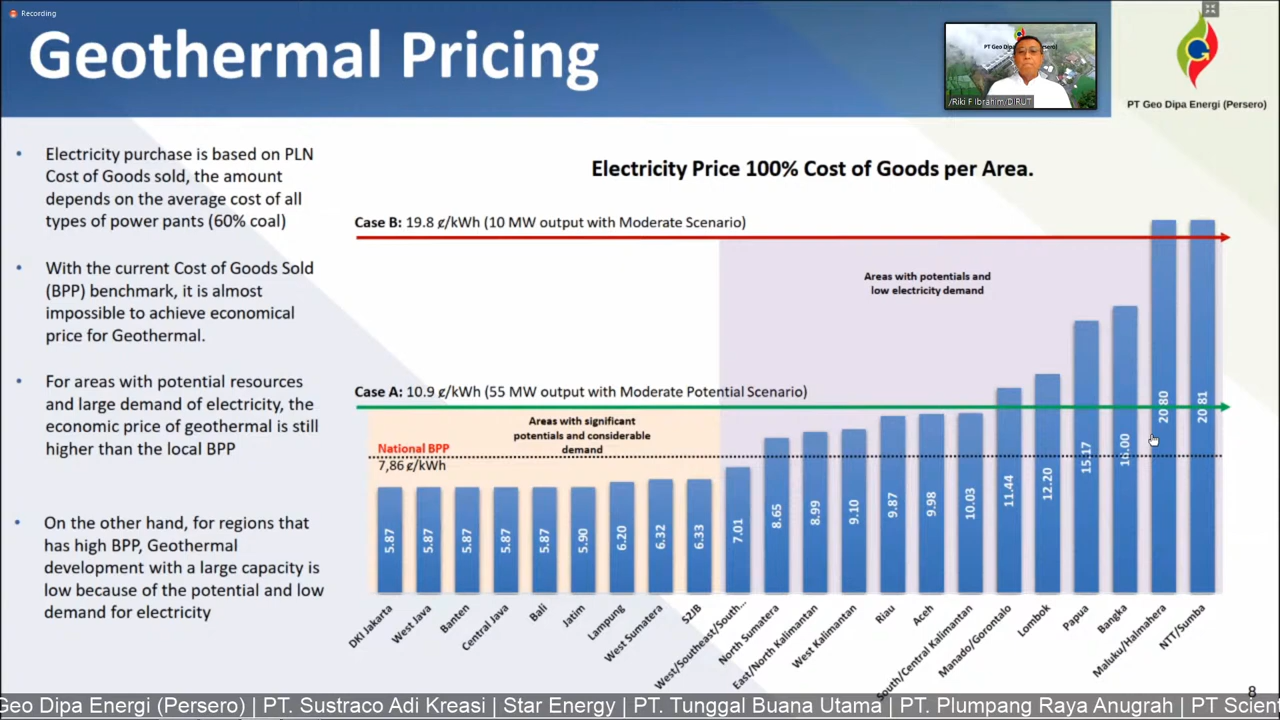 Recording
Geothermal Pricing
PT Geo Dipa Energi (Persero)
/Riki F Ibrahim/DIRUT
PT Geo Dipa Energi (Persero)
• Electricity purchase is based on PLN
Cost of Goods sold, the amount
depends on the average cost of all
types of power pants (60% coal)
• With the current Cost of Goods Sold
(BPP) benchmark, it is almost
impossible to achieve economical
price for Geothermal.
• For areas with potential resources
and large demand of electricity, the
economic price of geothermal is still
higher than the local BPP
• On the other hand, for regions that
has high BPP, Geothermal
development with a large capacity is
low because of the potential and low
demand for electricity
Electricity Price 100% Cost of Goods per Area.
Case B: 19.8 ȼ/kWh (10 MW output with Moderate Scenario)
Areas with potentials and
low electricity demand
Case A: 10.9 ȼ/kWh (55 MW output with Moderate Potential Scenario)
Areas with significant
potentials and considerable
demand
National BPP
7,86 ȼ/kWh
5.87
5.87
5.87
5.87
5.87
5.90
6.20
6.32
6.33
7.01
8.65
8.99
9.10
9.87
9.98
10.03
11.44
12.20
15.17
16.00
20.80
20.81
DKI Jakarta
West Java
Banten
Central Java
Bali
Jatim
Lampung
West Sumatera
S2JB
West/Southeast/South...
North Sumatera
East/North Kalimantan
West Kalimantan
Riau
Aceh
South/Central Kalimantan
Manado/Gorontalo
Lombok
Papua
Bangka
Maluku/Halmahera
NTT/Sumba
8
Geo Dipa Energi (Persero) | PT. Sustraco Adi Kreasi | Star Energy | PT. Tunggal Buana Utama | PT. Plumpang Raya Anugrah | PT Scien